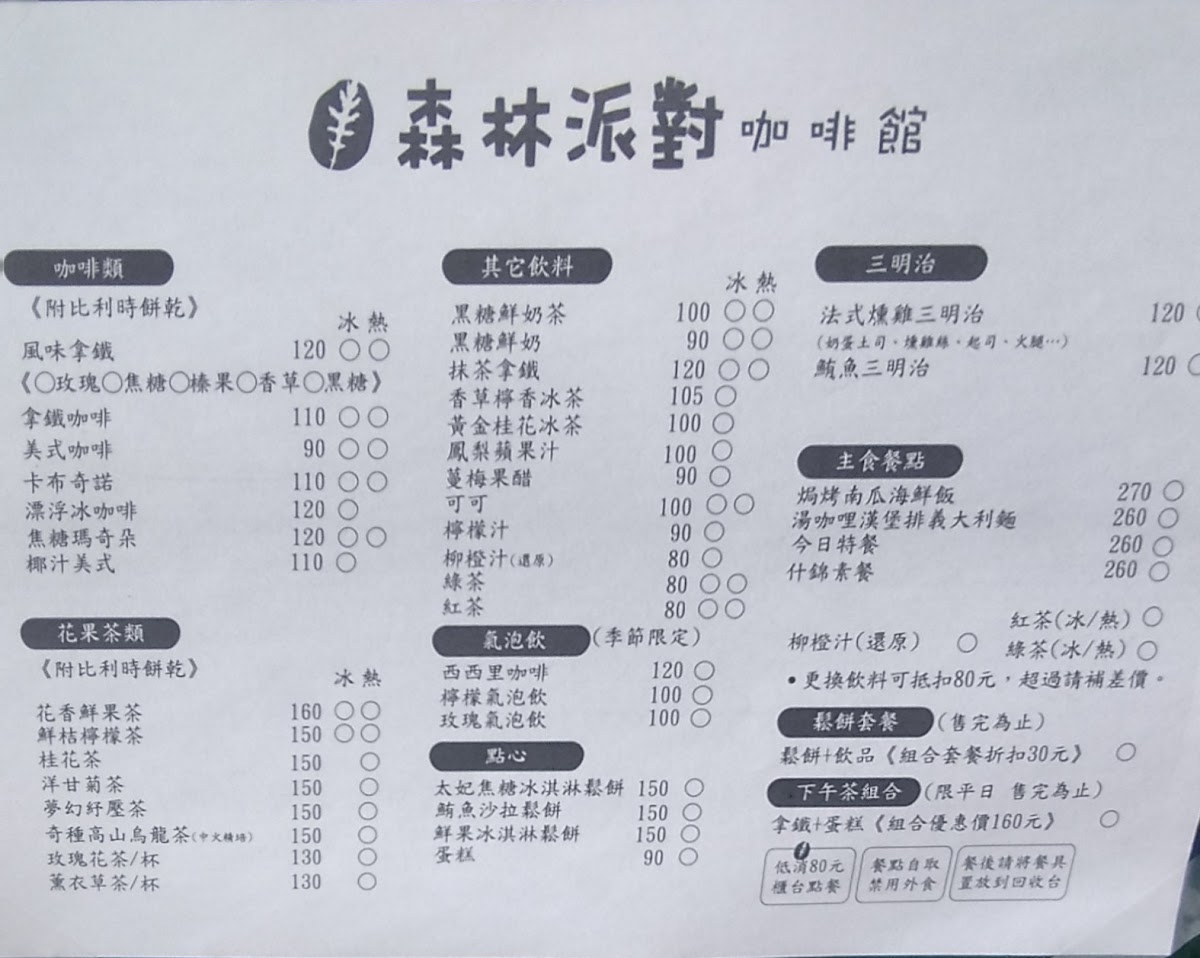 森林派對咖啡館
咖啡類
《附比利時餅乾》
冰 熱
風味拿鐵 120 ○○
《○玫瑰○焦糖○榛果○香草○黑糖》
拿鐵咖啡 110 ○○
美式咖啡 90 ○○
卡布奇諾 110 ○○
漂浮冰咖啡 120 ○
焦糖瑪奇朵 120 ○○
椰汁美式 110 ○
花果茶類
《附比利時餅乾》
冰 熱
花香鮮果茶 160 ○○
鮮桔檸檬茶 150 ○○
桂花茶 150 ○
洋甘菊茶 150 ○
夢幻紓壓茶 150 ○
奇種高山烏龍茶(中火精焙) 150 ○
玫瑰花茶/杯 130 ○
薰衣草茶/杯 130 ○
其它飲料
冰 熱
黑糖鮮奶茶 100 ○○
黑糖鮮奶 90 ○○
抹茶拿鐵 120 ○○
香草檸香冰茶 105 ○
黃金桂花冰茶 100 ○
鳳梨蘋果汁 100 ○
蔓梅果醋 90 ○
可可 100 ○○
檸檬汁 90 ○
柳橙汁(還原) 80 ○
綠茶 80 ○○
紅茶 80 ○○
氣泡飲(季節限定)
西西里咖啡 120 ○
檸檬氣泡飲 100 ○
玫瑰氣泡飲 100 ○
點心
太妃焦糖冰淇淋鬆餅 150 ○
鮪魚沙拉鬆餅 150 ○
鮮果冰淇淋鬆餅 150 ○
蛋糕 90 ○
三明治
法式燻雞三明治 120 ○
(奶蛋土司、燻雞絲、起司、火腿…)
鮪魚三明治 120 ○
主食餐點
焗烤南瓜海鮮飯 270 ○
湯咖哩漢堡排義大利麵 260 ○
今日特餐 260 ○
什錦素餐 260 ○
紅茶(冰/熱) ○
柳橙汁(還原) ○ 綠茶(冰/熱) ○
•更換飲料可抵扣80元，超過請補差價。
鬆餅套餐(售完為止)
鬆餅+飲品《組合套餐折扣30元》 ○
下午茶組合(限平日 售完為止)
拿鐵+蛋糕《組合優惠價160元》 ○
低消80元
櫃台點餐
餐點自取
禁用外食
餐後請將餐具
置放到回收台